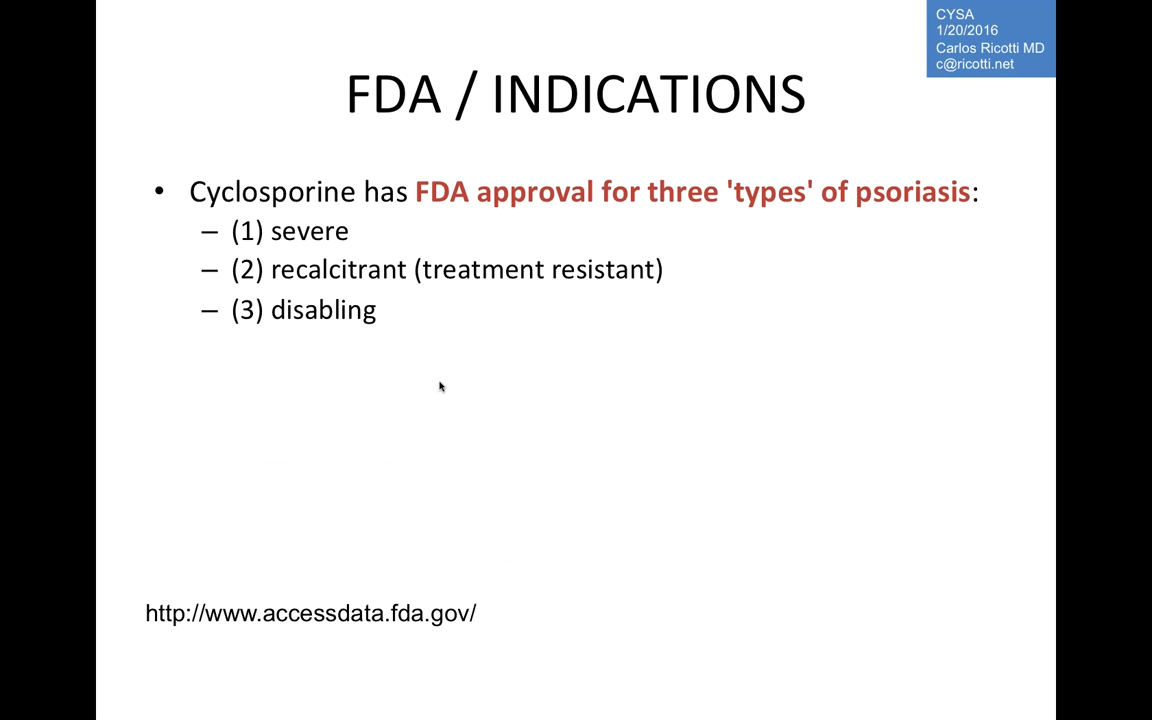 CYSA
1/20/2016
Carlos Ricotti MD
c@ricotti.net
FDA / INDICATIONS
• Cyclosporine has FDA approval for three 'types' of psoriasis:
– (1) severe
– (2) recalcitrant (treatment resistant)
– (3) disabling
http://www.accessdata.fda.gov/